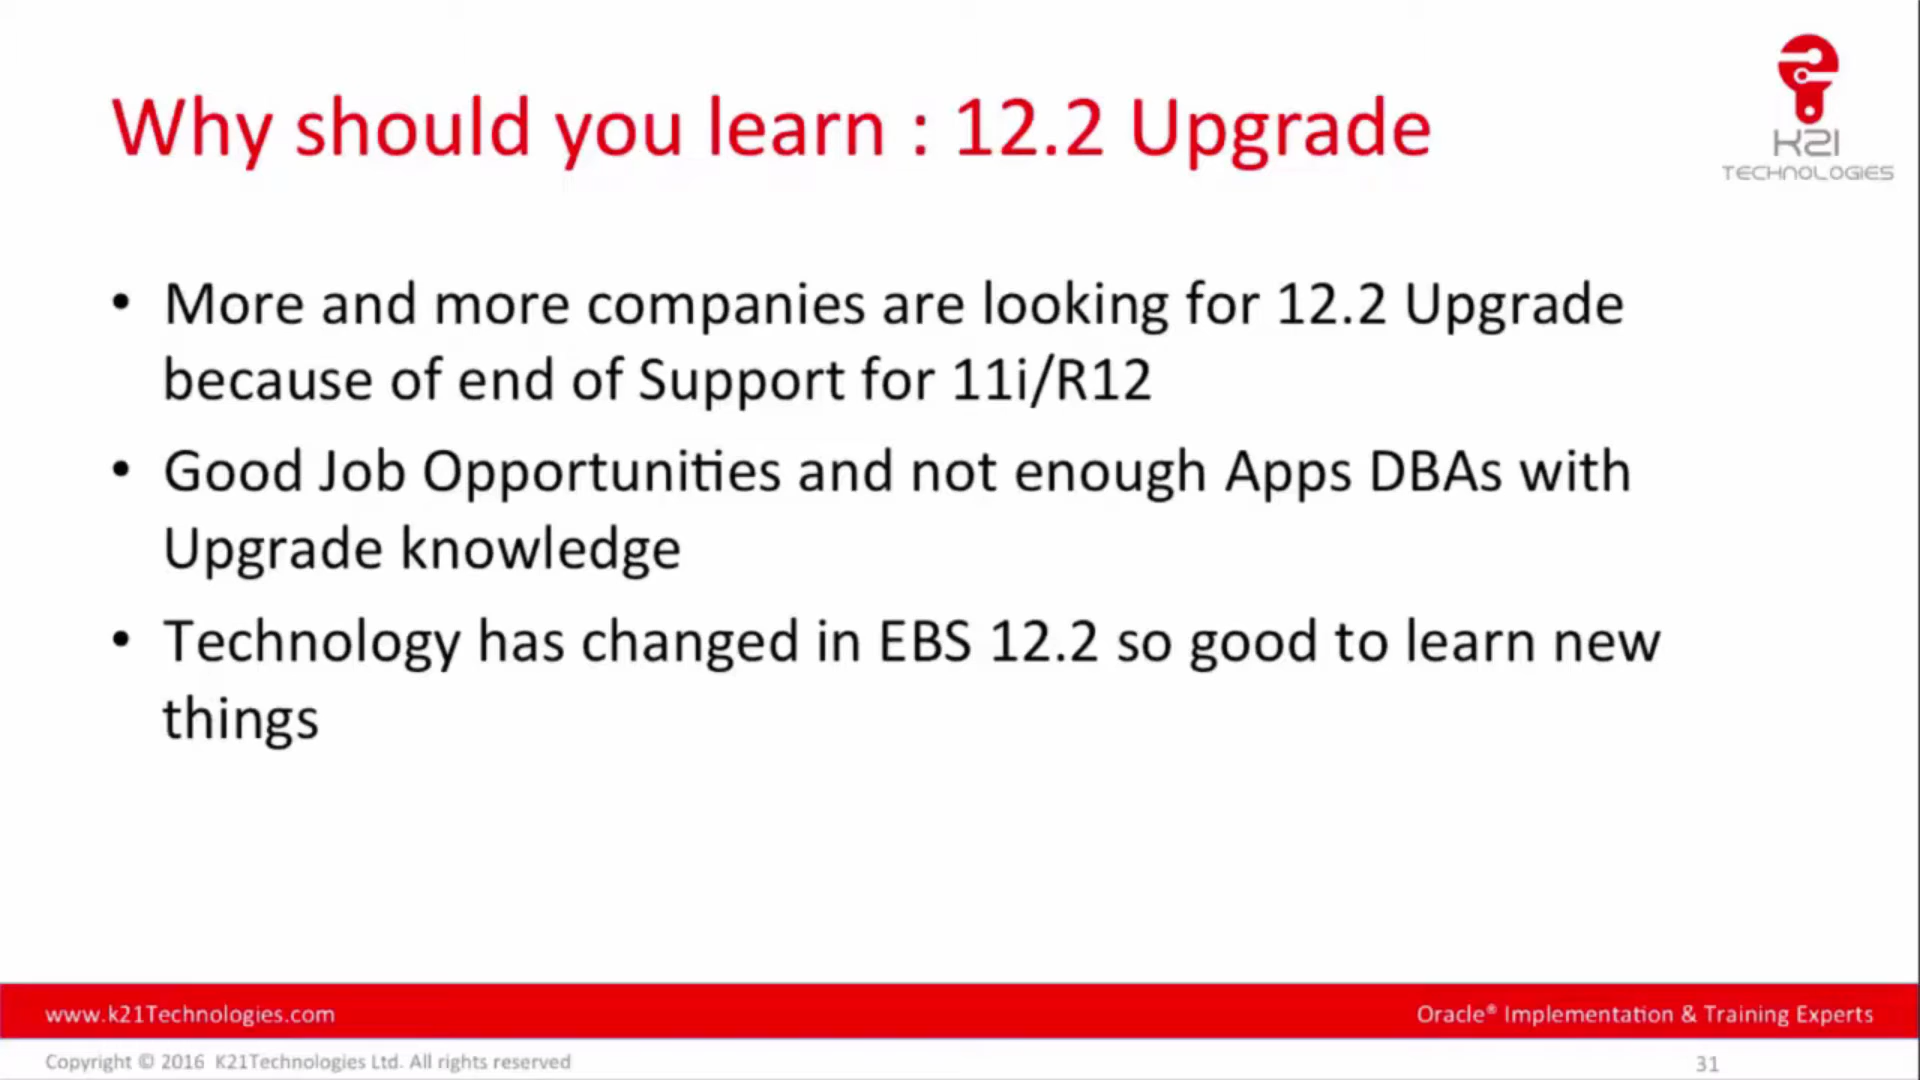 Why should you learn : 12.2 Upgrade
K21
TECHNOLOGIES
• More and more companies are looking for 12.2 Upgrade
because of end of Support for 11i/R12
• Good Job Opportunities and not enough Apps DBAs with
Upgrade knowledge
• Technology has changed in EBS 12.2 so good to learn new
things
www.k21Technologies.com
Oracle® Implementation & Training Experts
Copyright © 2016 K21Technologies Ltd. All rights reserved
31